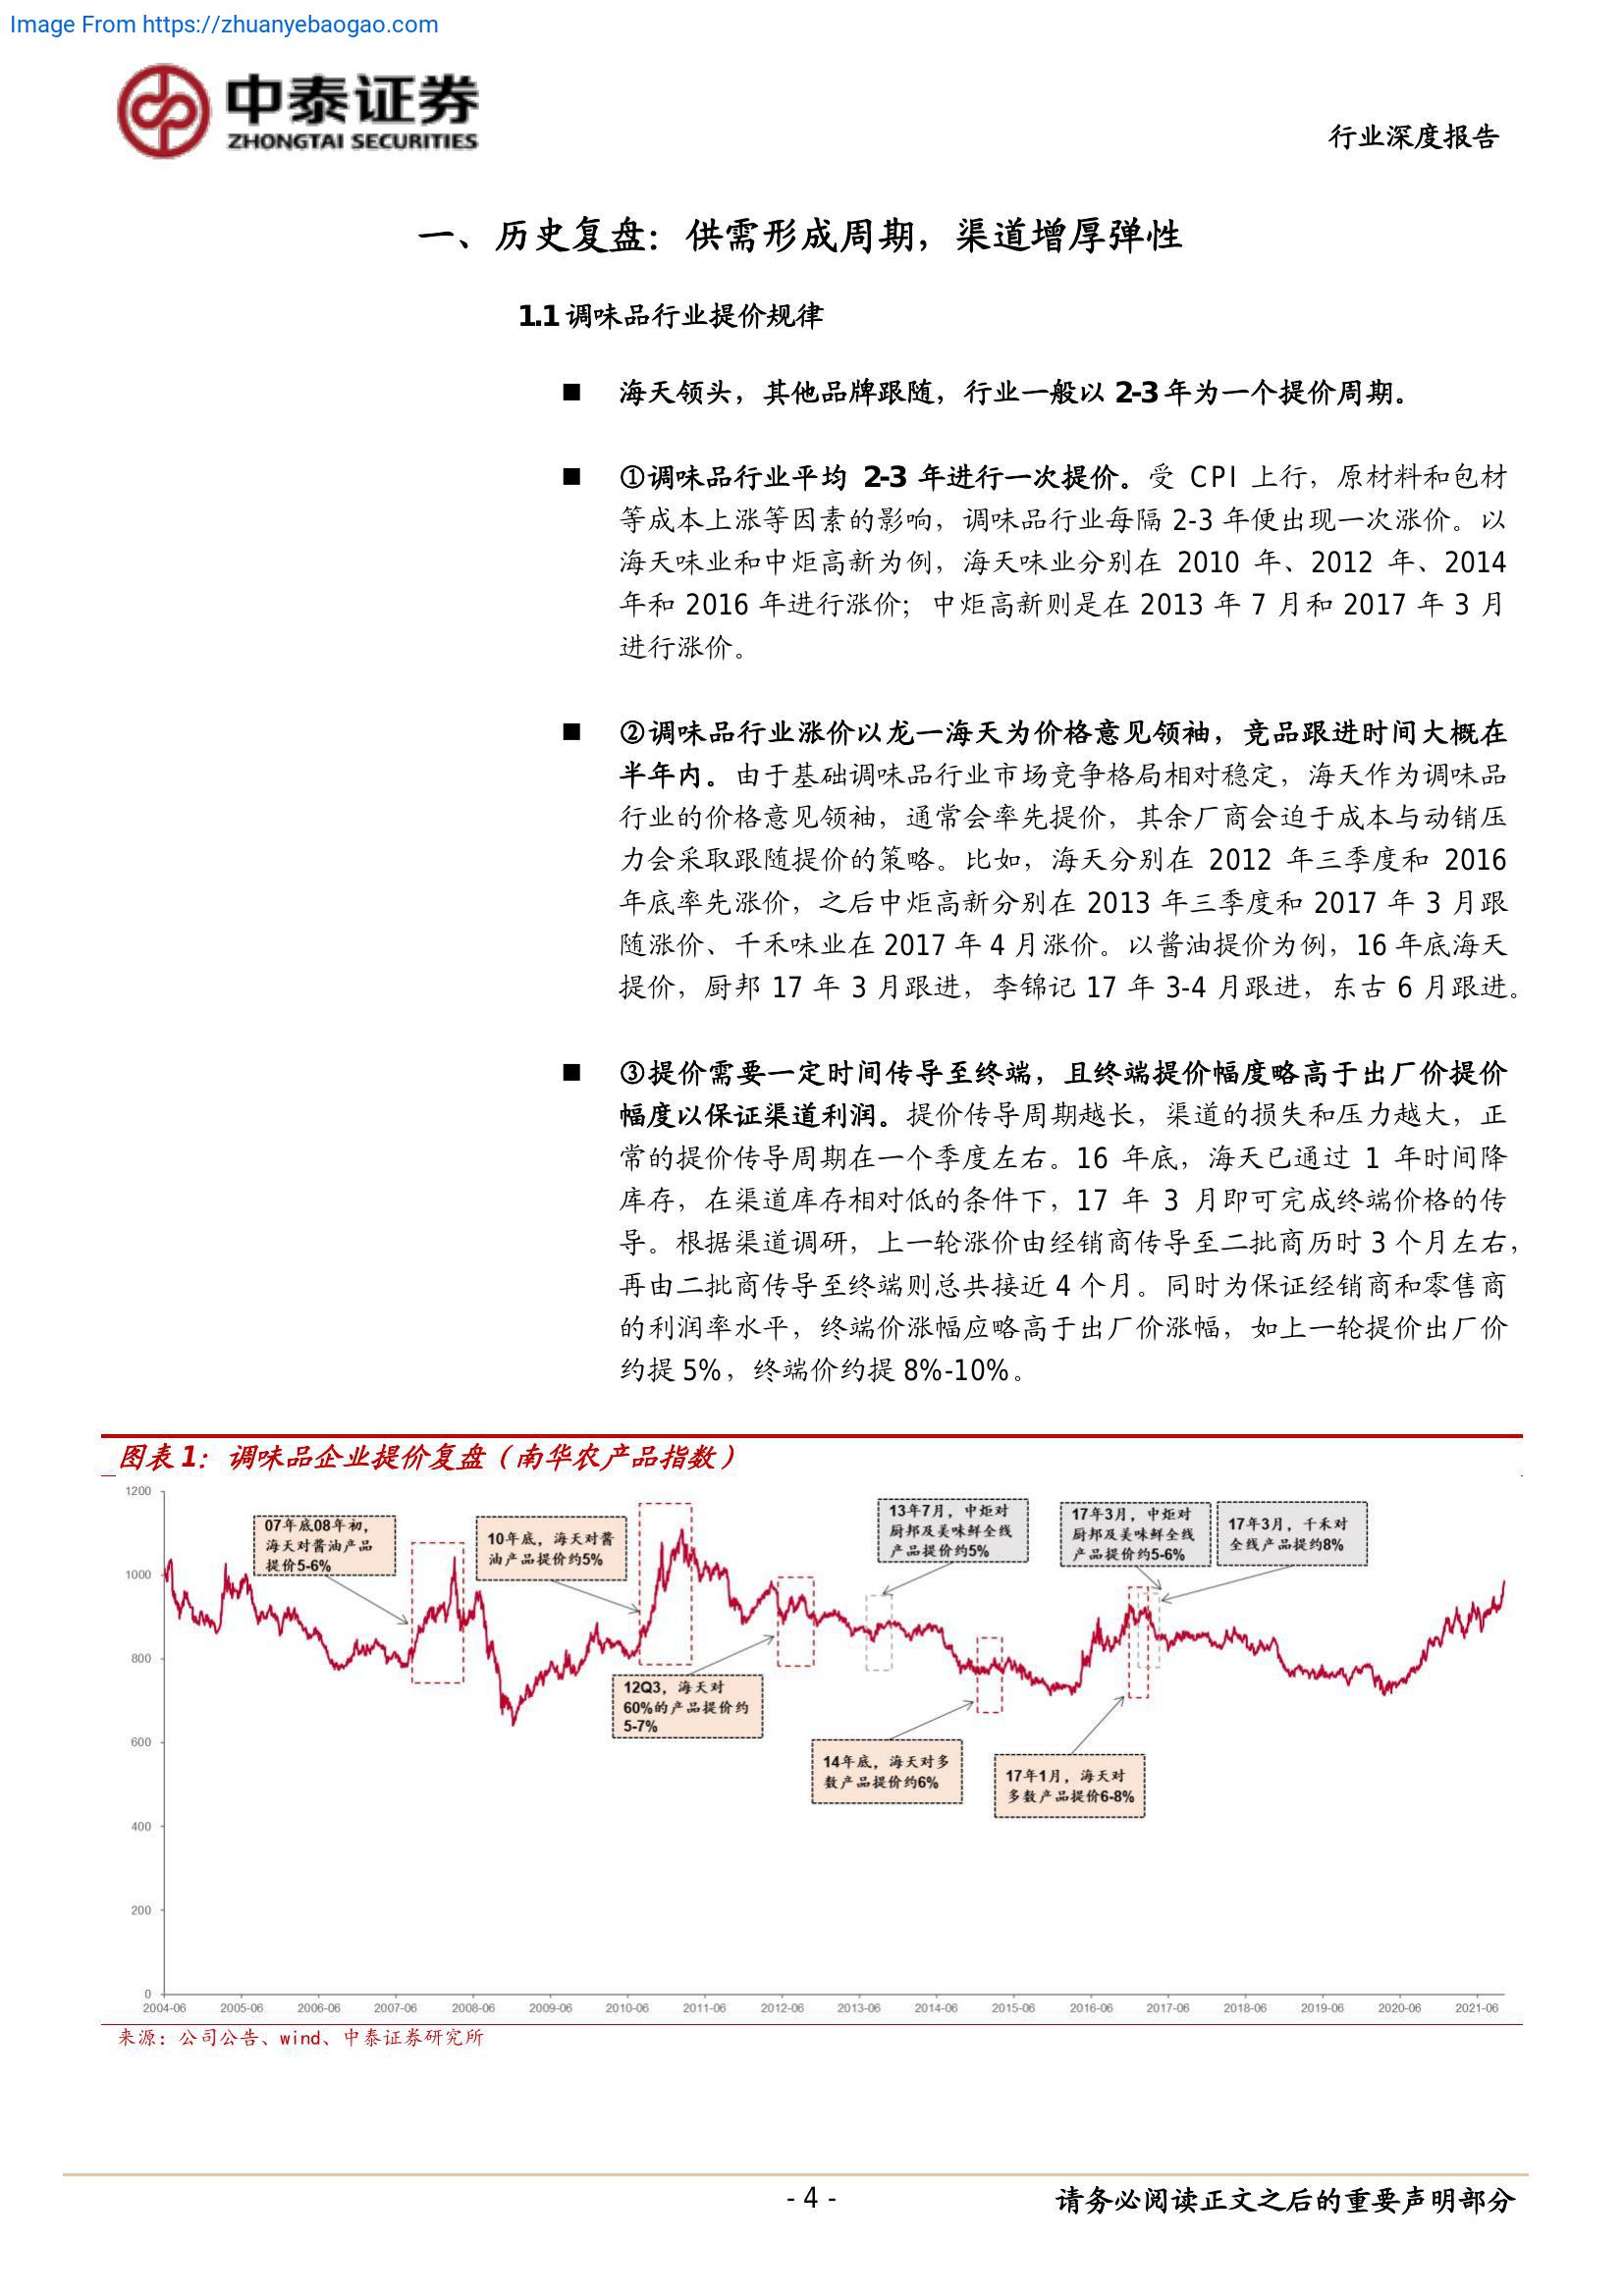 Image From https://zhuanyebaogao.com
中泰证券
ZHONGTAI SECURITIES
行业深度报告
一、历史复盘：供需形成周期，渠道增厚弹性
1.1 调味品行业提价规律
■ 海天领头，其他品牌跟随，行业一般以 2-3 年为一个提价周期。
■ ①调味品行业平均 2-3 年进行一次提价。受 CPI 上行，原材料和包材
等成本上涨等因素的影响，调味品行业每隔 2-3 年便出现一次涨价。以
海天味业和中炬高新为例，海天味业分别在 2010 年、2012 年、2014
年和 2016 年进行涨价；中炬高新则是在 2013 年 7 月和 2017 年 3 月
进行涨价。
■ ②调味品行业涨价以龙一海天为价格意见领袖，竞品跟进时间大概在
半年内。由于基础调味品行业市场竞争格局相对稳定，海天作为调味品
行业的价格意见领袖，通常会率先提价，其余厂商会迫于成本与动销压
力会采取跟随提价的策略。比如，海天分别在 2012 年三季度和 2016
年底率先涨价，之后中炬高新分别在 2013 年三季度和 2017 年 3 月跟
随涨价、千禾味业在 2017 年 4 月涨价。以酱油提价为例，16 年底海天
提价，厨邦 17 年 3 月跟进，李锦记 17 年 3-4 月跟进，东古 6 月跟进。
■ ③提价需要一定时间传导至终端，且终端提价幅度略高于出厂价提价
幅度以保证渠道利润。提价传导周期越长，渠道的损失和压力越大，正
常的提价传导周期在一个季度左右。16 年底，海天已通过 1 年时间降
库存，在渠道库存相对低的条件下，17 年 3 月即可完成终端价格的传
导。根据渠道调研，上一轮涨价由经销商传导至二批商历时 3 个月左右，
再由二批商传导至终端则总共接近 4 个月。同时为保证经销商和零售商
的利润率水平，终端价涨幅应略高于出厂价涨幅，如上一轮提价出厂价
约提 5%，终端价约提 8%-10%。
图表 1：调味品企业提价复盘（南华农产品指数）
1200
1000
800
600
400
200
0
07年底08年初，
海天对酱油产品
提价5-6%
10年底，海天对酱
油产品提价约5%
12Q3，海天对
60%的产品提价约
5-7%
13年7月，中炬对
厨邦及美味鲜全线
产品提价约5%
14年底，海天对多
数产品提价约6%
17年1月，海天对
多数产品提价6-8%
17年3月，中炬对
厨邦及美味鲜全线
产品提价约5-6%
17年3月，千禾对
全线产品提约8%
2004-06 2005-06 2006-06 2007-06 2008-06 2009-06 2010-06 2011-06 2012-06 2013-06 2014-06 2015-06 2016-06 2017-06 2018-06 2019-06 2020-06 2021-06
来源：公司公告、wind、中泰证券研究所
- 4 -
请务必阅读正文之后的重要声明部分